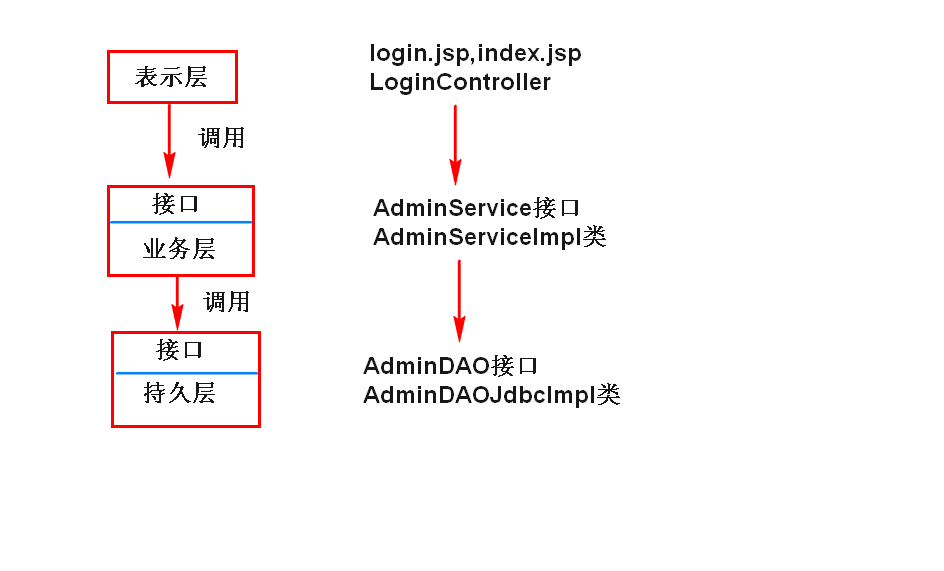 表示层
调用
接口
业务层
调用
接口
持久层
login.jsp,index.jsp
LoginController
AdminService接口
AdminServiceImpl类
AdminDAO接口
AdminDAOJdbcImpl类